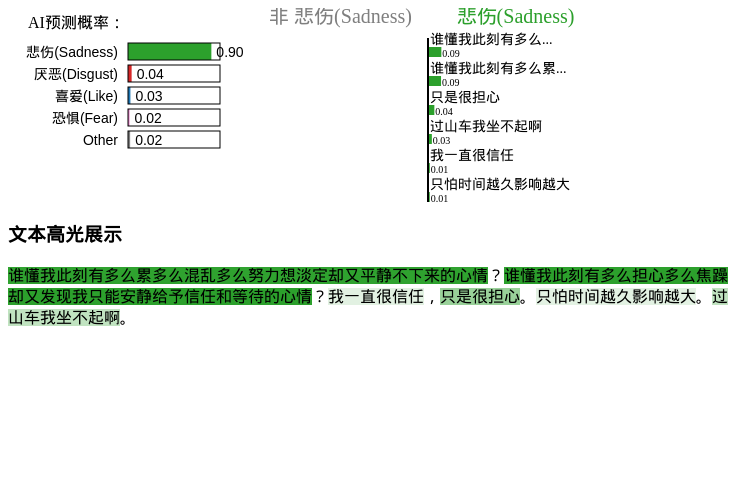 AI预测概率：
悲伤(Sadness) 0.90
厌恶(Disgust) 0.04
喜爱(Like) 0.03
恐惧(Fear) 0.02
Other 0.02
非 悲伤(Sadness) 悲伤(Sadness)
谁懂我此刻有多么...
0.09
谁懂我此刻有多么累...
0.09
只是很担心
0.04
过山车我坐不起啊
0.03
我一直很信任
0.01
只怕时间越久影响越大
0.01
文本高光展示
谁懂我此刻有多么累多么混乱多么努力想淡定却又平静不下来的心情？谁懂我此刻有多么担心多么焦躁
却又发现我只能安静给予信任和等待的心情？我一直很信任，只是很担心。只怕时间越久影响越大。过
山车我坐不起啊。